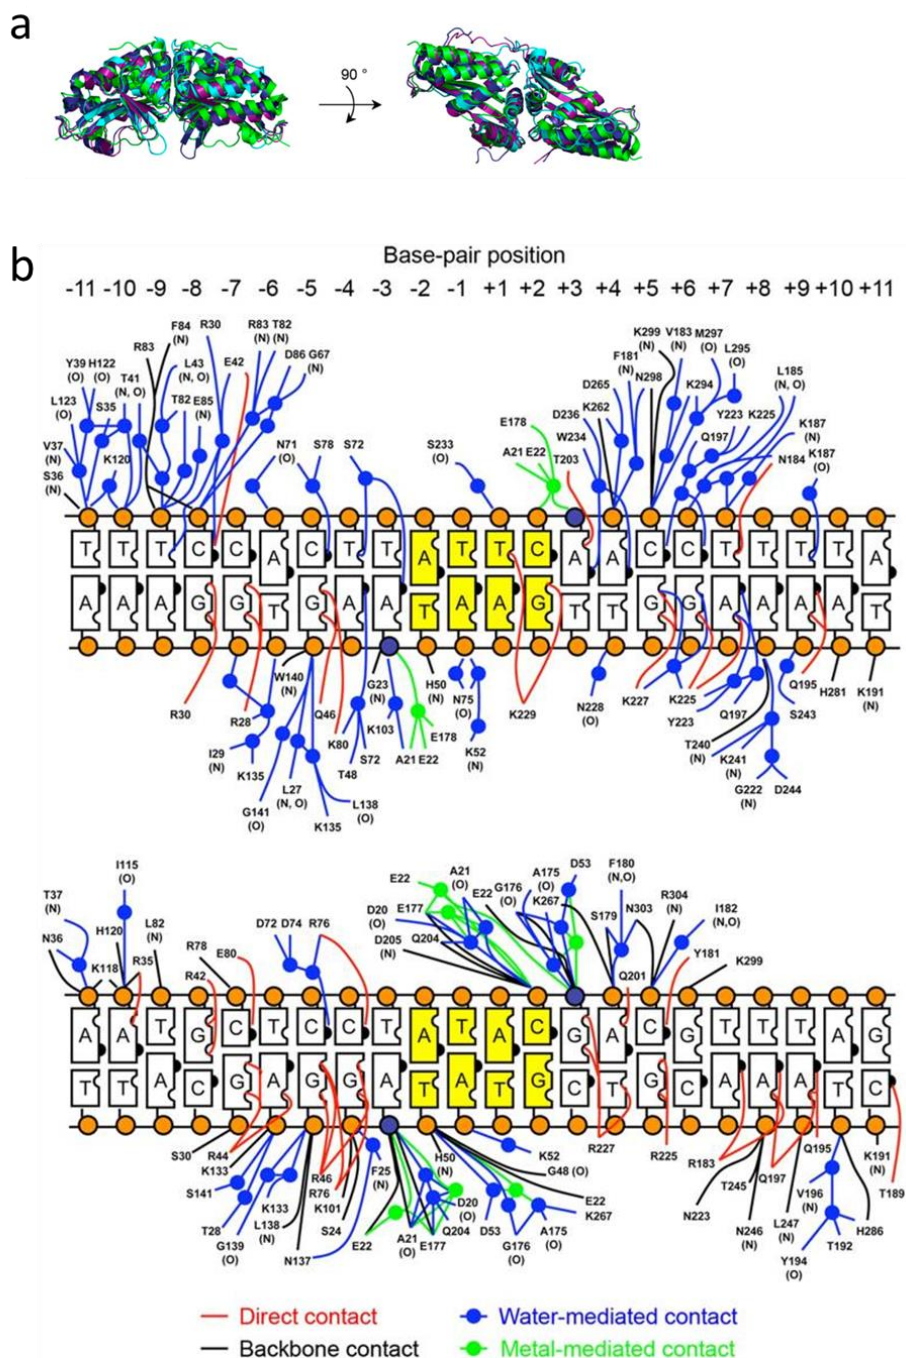 a
90 °
b
Base-pair position
-11 -10 -9 -8 -7 -6 -5 -4 -3 -2 -1 +1 +2 +3 +4 +5 +6 +7 +8 +9 +10 +11
Y39 (O)
H122 (O)
L123 (O)
S35
T41 (N, O)
V37 (N)
S36 (N)
K120
R83
F84 (N)
L43 (N, O)
T82
E85 (N)
R30
E42
R83 (N)
T82 (N)
D86
G67 (N)
N71 (O)
S78
S72
S233 (O)
E178
A21 E22
T203
D236
W234
D265
K262
F181 (N)
N298
K299 (N)
V183 (N)
M297 (O)
L295 (O)
K294
Q197
Y223
K225
L185 (N, O)
K187 (N)
N184
K187 (O)
T T T C C A C T T A T T C A A C C T T T T A
A A A G G T G A A T A A G T T G G A A A A T
R30
R28
I29 (N)
K135
W140 (N)
G141 (O)
L27 (N, O)
K135
L138 (O)
Q46
K80
T48
S72
G23 (N)
K103
A21 E22
E178
H50 (N)
N75 (O)
K52 (N)
K229
N228 (O)
K227
K225
Y223
Q197
T240 (N)
K241 (N)
G222 (N)
D244
S243
Q195
H281
K191 (N)
T37 (N)
N36
I115 (O)
H120
K118
R35
L82 (N)
R78
R42
E80
D72 D74 R76
E22
E177
D20 (O)
D205 (N)
Q204
A21 (O)
E22
G176 (O)
A175 (O)
K267
D53
F180 (N,O)
S179
N303
Q201
R304 (N)
I182 (N,O)
Y181
K299
A A T G C T C C T A T A C G A C G T T T A G
T T A C G A G G A T A T G C T G C A A A T C
S30
R44
K133
S141
T28
G139 (O)
K133
L138 (N)
N137
R46
R76
K101
S24
F25 (N)
E22
A21 (O)
E177
H50 (N)
D20 (O)
Q204
K52
G48 (O)
E22
K267
D53
G176 (O)
A175 (O)
R227
R225
R183
N223
T245
N246 (N)
Q197
L247 (N)
Q195
V196 (N)
Y194 (O)
T192
H286
K191 (N)
T189
Direct contact
Water-mediated contact
Backbone contact
Metal-mediated contact